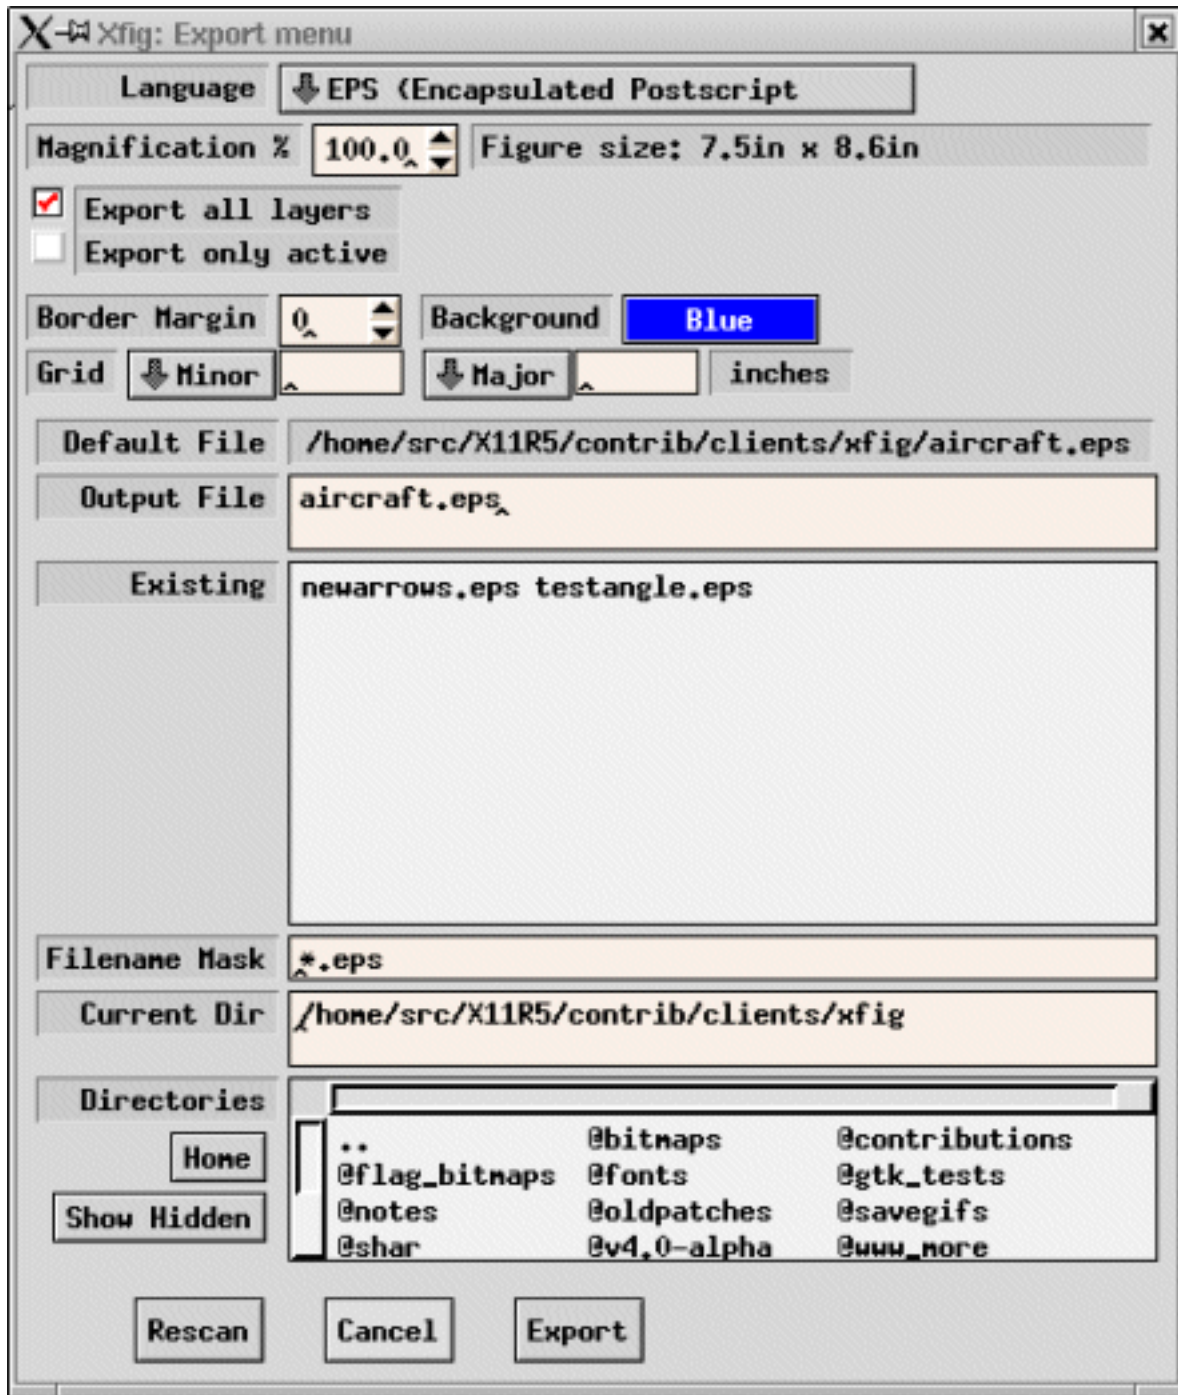 Xfig: Export menu
Language EPS (Encapsulated Postscript
Magnification % 100.0 Figure size: 7.5in x 8.6in
Export all layers
Export only active
Border Margin 0 Background Blue
Grid Minor Major inches
Default File /home/src/X11R5/contrib/clients/xfig/aircraft.eps
Output File aircraft.eps
Existing newarrows.eps testangle.eps
Filename Mask *.eps
Current Dir /home/src/X11R5/contrib/clients/xfig
Directories
.. @bitmaps @contributions
Home
@flag_bitmaps @fonts @gtk_tests
Show Hidden
@notes @oldpatches @savegifs
@shar @v4.0-alpha @www_more
Rescan Cancel Export